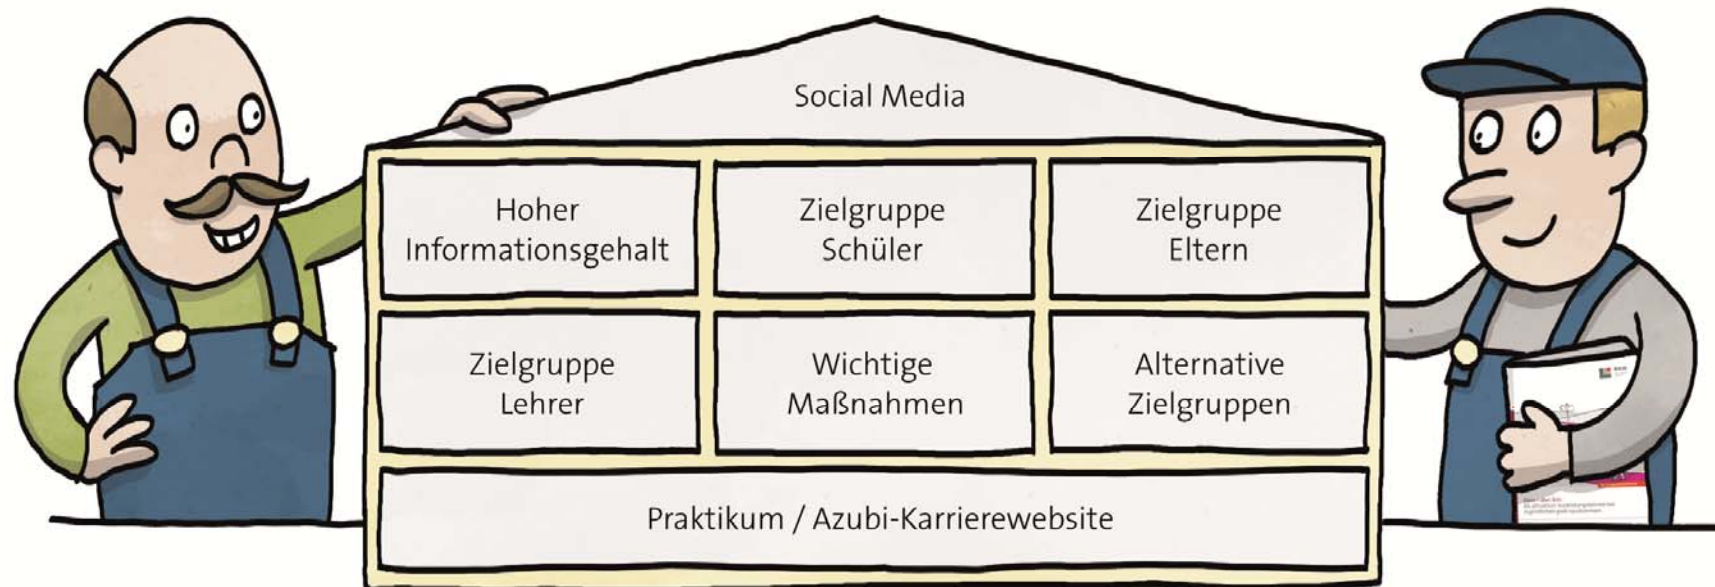 Social Media
Hoher
Informationsgehalt
Zielgruppe
Schüler
Zielgruppe
Eltern
Zielgruppe
Lehrer
Wichtige
Maßnahmen
Alternative
Zielgruppen
Praktikum / Azubi-Karrierewebsite